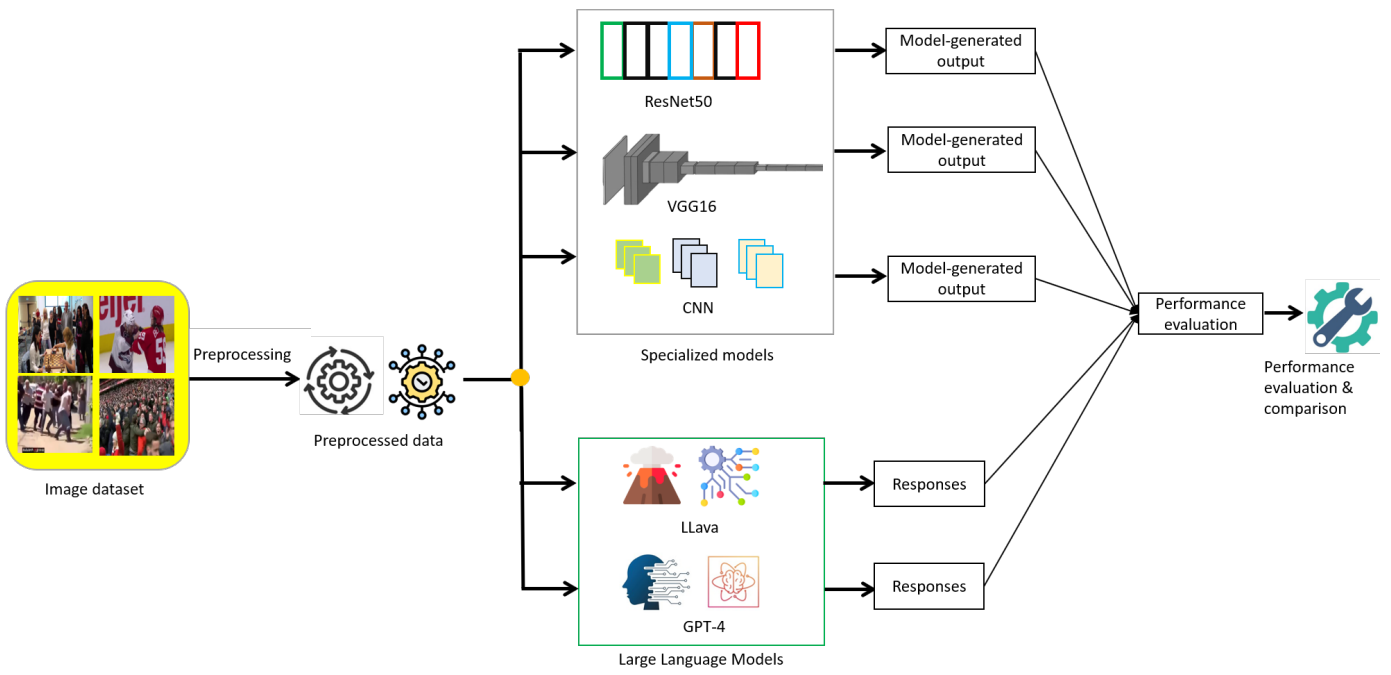 Model-generated
output
ResNet50
Model-generated
output
VGG16
Model-generated
output
CNN
Performance
evaluation
Specialized models
Preprocessing
Performance
evaluation &
comparison
Preprocessed data
Image dataset
Responses
LLava
Responses
GPT-4
Large Language Models